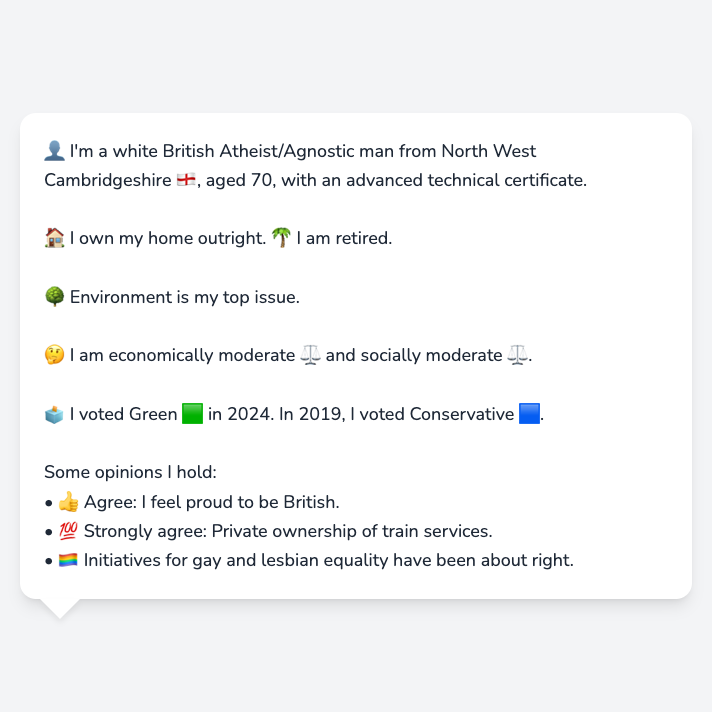 👤 I'm a white British Atheist/Agnostic man from North West
Cambridgeshire 🏴󠁧󠁢󠁥󠁮󠁧󠁿, aged 70, with an advanced technical certificate.
🏠 I own my home outright. 🌴 I am retired.
🌳 Environment is my top issue.
🤔 I am economically moderate ⚖️ and socially moderate ⚖️.
🗳️ I voted Green 🟩 in 2024. In 2019, I voted Conservative 🟦.
Some opinions I hold:
• 👍 Agree: I feel proud to be British.
• 💯 Strongly agree: Private ownership of train services.
• 🏳️‍🌈 Initiatives for gay and lesbian equality have been about right.